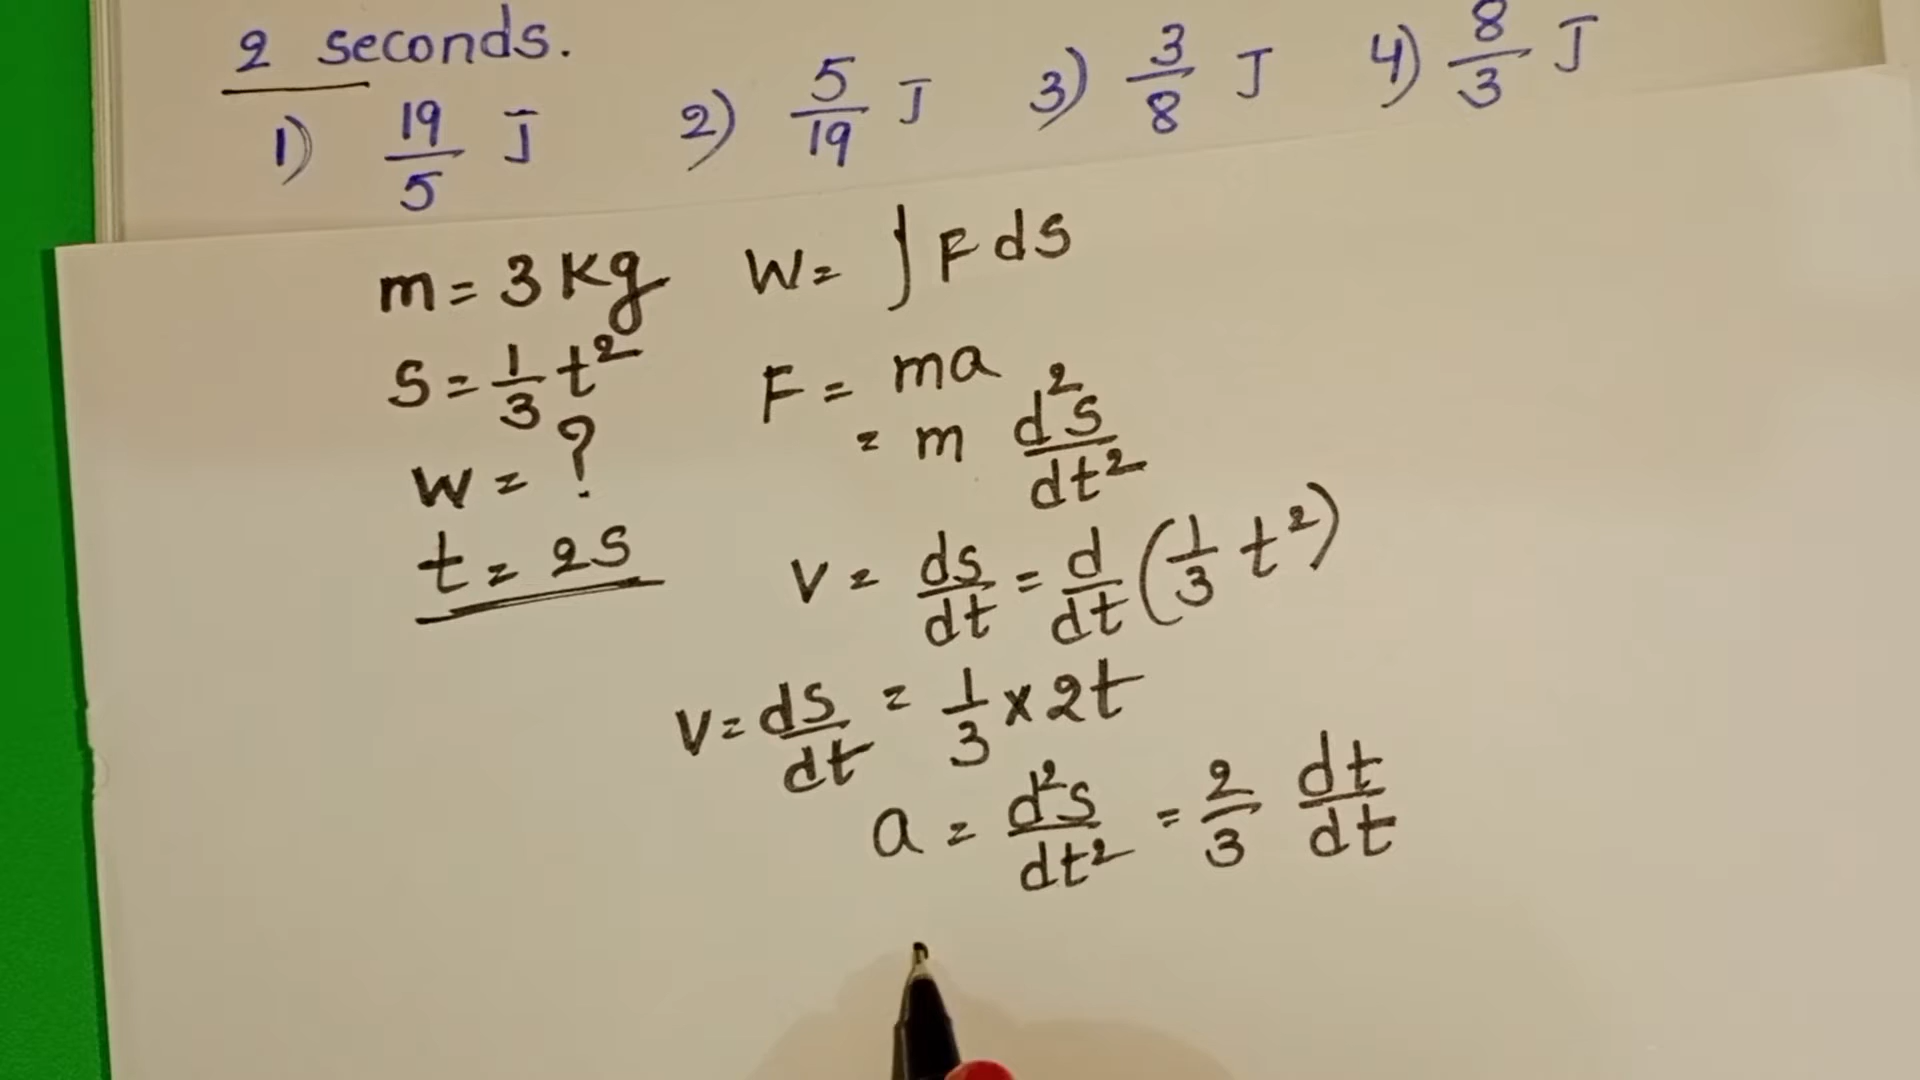 2 seconds.
1) 19/5 J 2) 5/19 J 3) 3/8 J 4) 8/3 J
m = 3 Kg W = ∫ F ds
S = 1/3 t² F = ma
= m d²s/dt²
W = ?
t = 2S V = ds/dt = d/dt (1/3 t²)
V = ds/dt = 1/3 × 2t
a = d²s/dt² = 2/3 dt/dt